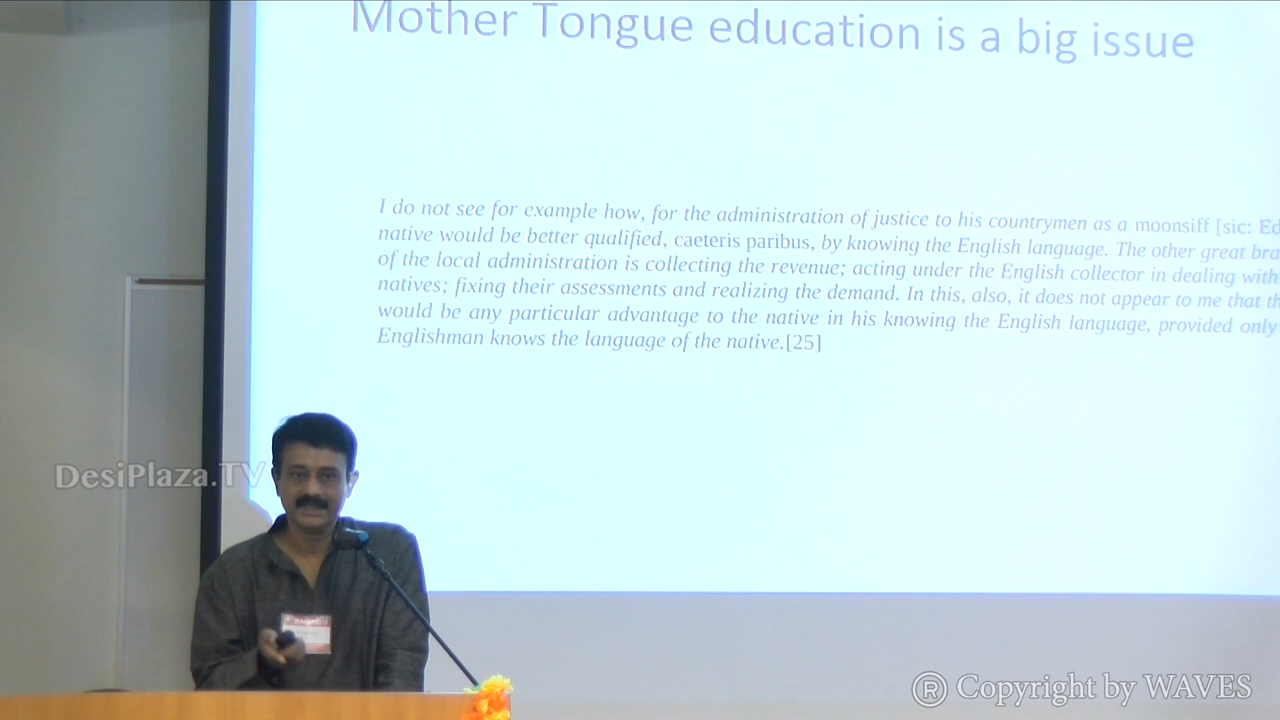 Mother Tongue education is a big issue
I do not see for example how, for the administration of justice to his countrymen as a moonsiff [sic: Ed
native would be better qualified, caeteris paribus, by knowing the English language. The other great bra
of the local administration is collecting the revenue; acting under the English collector in dealing with
natives; fixing their assessments and realizing the demand. In this, also, it does not appear to me that th
would be any particular advantage to the native in his knowing the English language, provided only
Englishman knows the language of the native.[25]
DesiPlaza.TV
® Copyright by WAVES